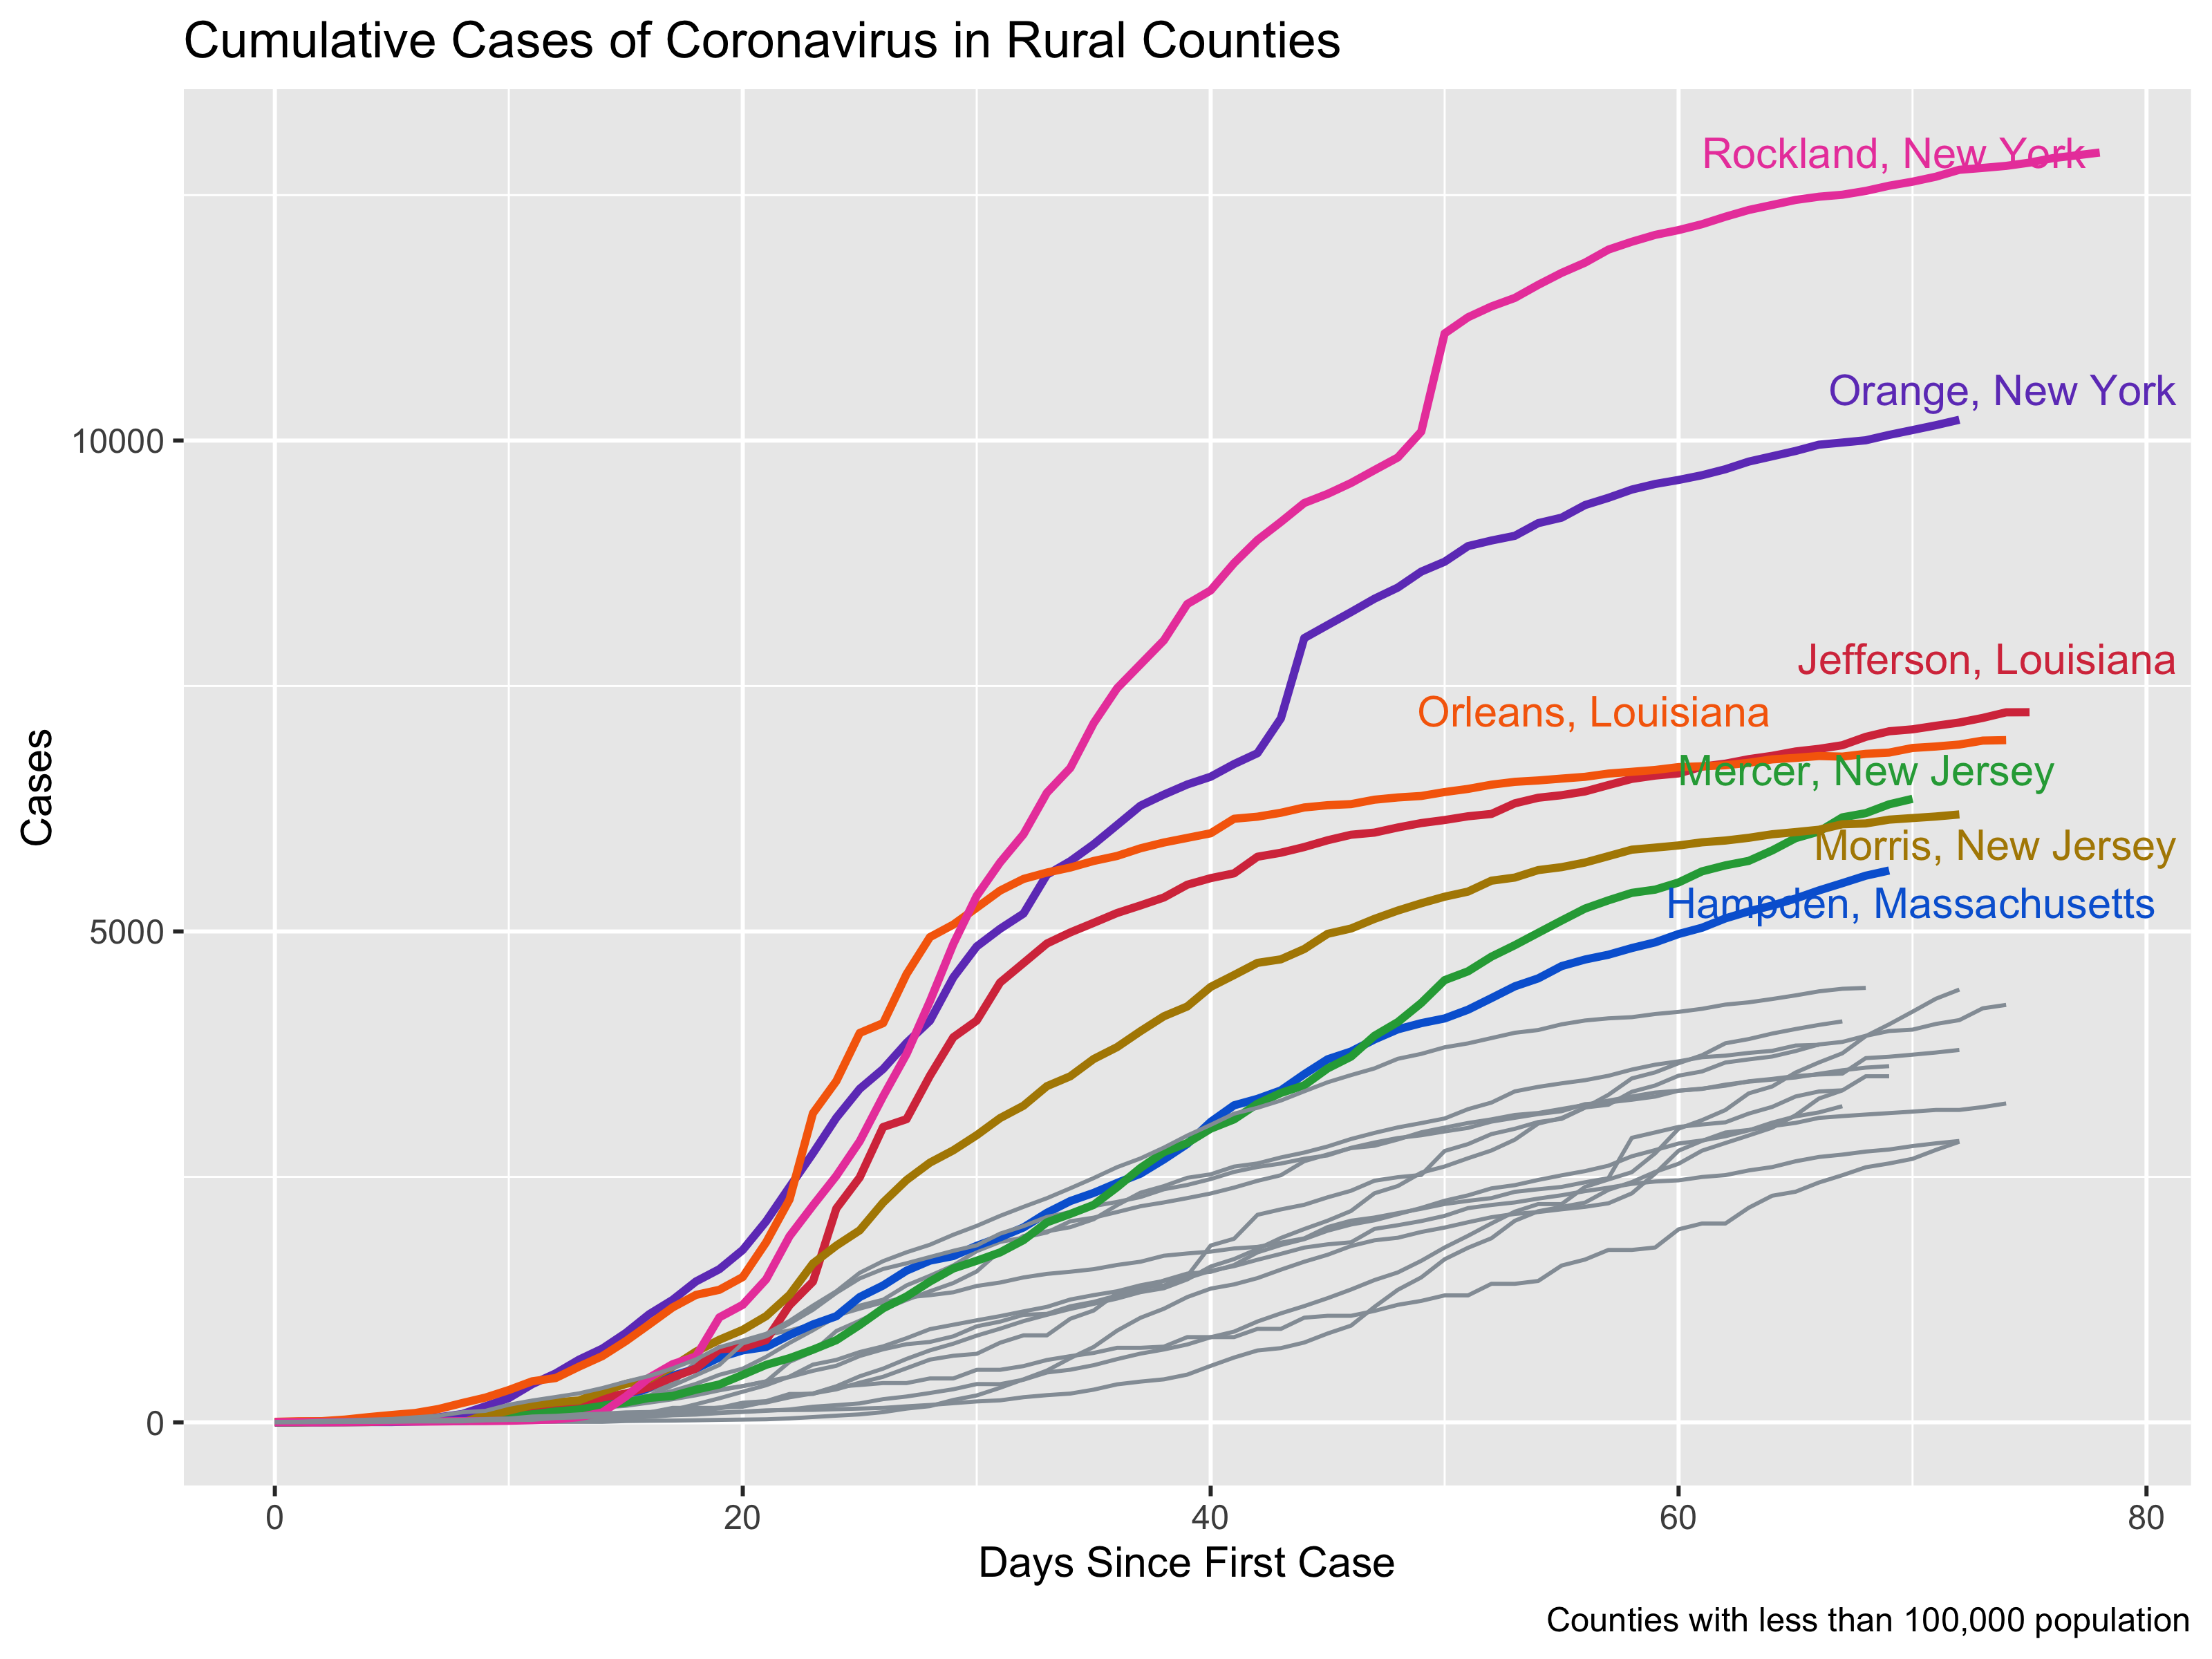 Cumulative Cases of Coronavirus in Rural Counties
Rockland, New York
Orange, New York
Jefferson, Louisiana
Orleans, Louisiana
Mercer, New Jersey
Morris, New Jersey
Hampden, Massachusetts
10000
5000
0
Cases
0 20 40 60 80
Days Since First Case
Counties with less than 100,000 population